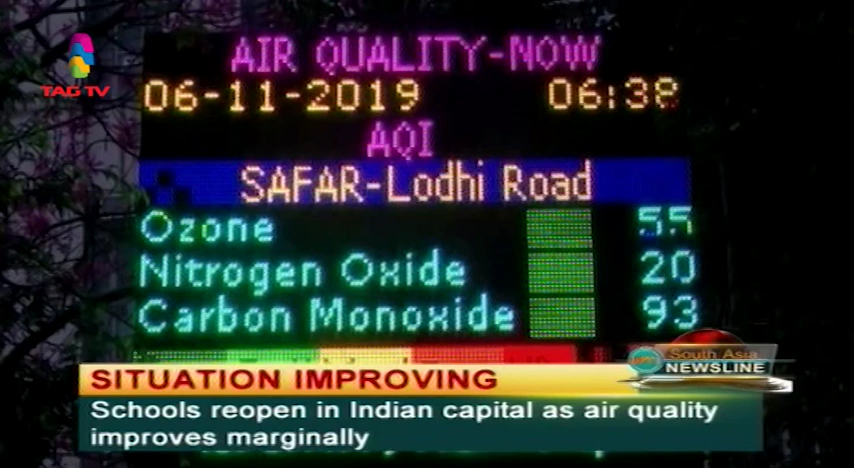 AIR QUALITY-NOW
TAG TV
06-11-2019 06:38
AQI
SAFAR-Lodhi Road
Ozone 55
Nitrogen Oxide 20
Carbon Monoxide 93
South Asia
NEWSLINE
SITUATION IMPROVING
Schools reopen in Indian capital as air quality
improves marginally